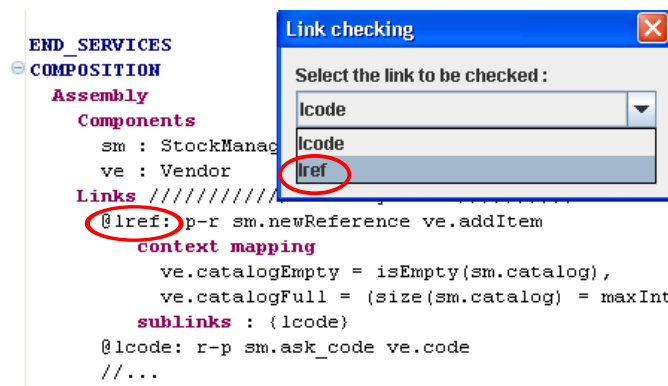 END_SERVICES
COMPOSITION
Assembly
Components
sm : StockManag
ve : Vendor
Links ////////////
@lref: p-r sm.newReference ve.addItem
context mapping
ve.catalogEmpty = isEmpty(sm.catalog),
ve.catalogFull = (size(sm.catalog) = maxInt
sublinks : {lcode}
@lcode: r-p sm.ask_code ve.code
//...
Link checking
Select the link to be checked :
lcode
lcode
lref